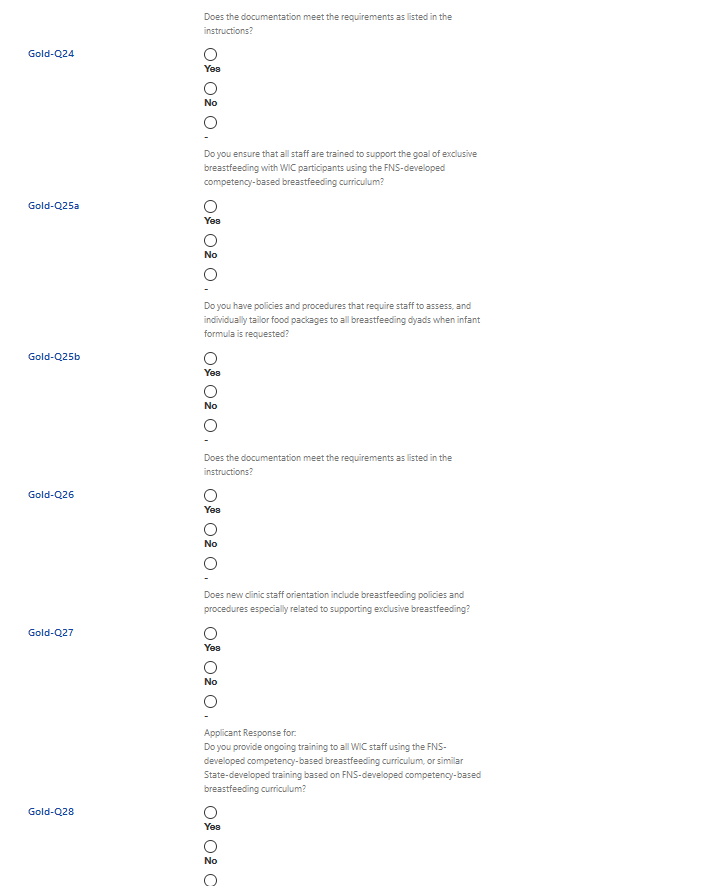 Does the documentation meet the requirements as listed in the
instructions?
Gold-Q24
Yes
No
-
Do you ensure that all staff are trained to support the goal of exclusive
breastfeeding with WIC participants using the FNS-developed
competency-based breastfeeding curriculum?
Gold-Q25a
Yes
No
-
Do you have policies and procedures that require staff to assess, and
individually tailor food packages to all breastfeeding dyads when infant
formula is requested?
Gold-Q25b
Yes
No
-
Does the documentation meet the requirements as listed in the
instructions?
Gold-Q26
Yes
No
-
Does new clinic staff orientation include breastfeeding policies and
procedures especially related to supporting exclusive breastfeeding?
Gold-Q27
Yes
No
-
Applicant Response for:
Do you provide ongoing training to all WIC staff using the FNS-
developed competency-based breastfeeding curriculum, or similar
State-developed training based on FNS-developed competency-based
breastfeeding curriculum?
Gold-Q28
Yes
No